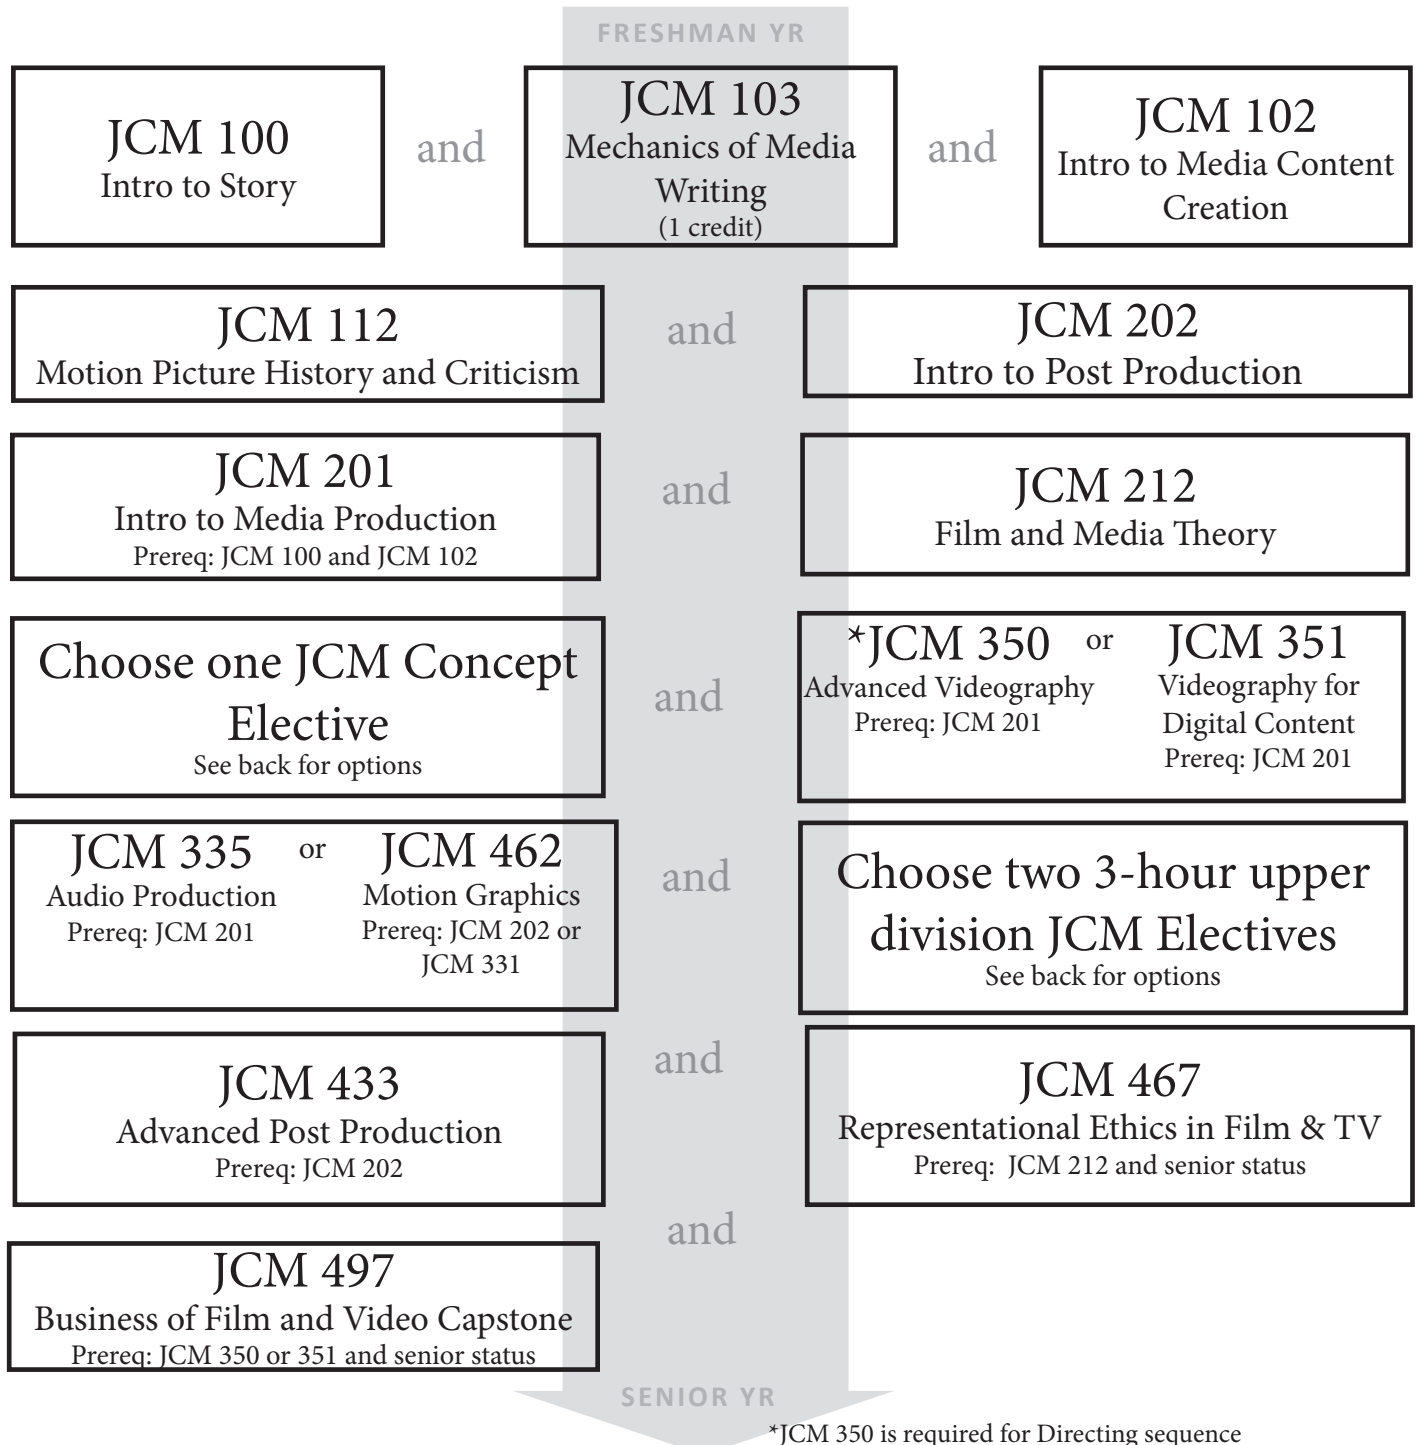 FRESHMAN YR
JCM 100
Intro to Story
and
JCM 103
Mechanics of Media
Writing
(1 credit)
and
JCM 102
Intro to Media Content
Creation
JCM 112
Motion Picture History and Criticism
and
JCM 202
Intro to Post Production
JCM 201
Intro to Media Production
Prereq: JCM 100 and JCM 102
and
JCM 212
Film and Media Theory
Choose one JCM Concept
Elective
See back for options
and
*JCM 350
Advanced Videography
Prereq: JCM 201
or
JCM 351
Videography for
Digital Content
Prereq: JCM 201
JCM 335
Audio Production
Prereq: JCM 201
or
JCM 462
Motion Graphics
Prereq: JCM 202 or
JCM 331
and
Choose two 3-hour upper
division JCM Electives
See back for options
JCM 433
Advanced Post Production
Prereq: JCM 202
and
JCM 467
Representational Ethics in Film & TV
Prereq: JCM 212 and senior status
and
JCM 497
Business of Film and Video Capstone
Prereq: JCM 350 or 351 and senior status
SENIOR YR
*JCM 350 is required for Directing sequence